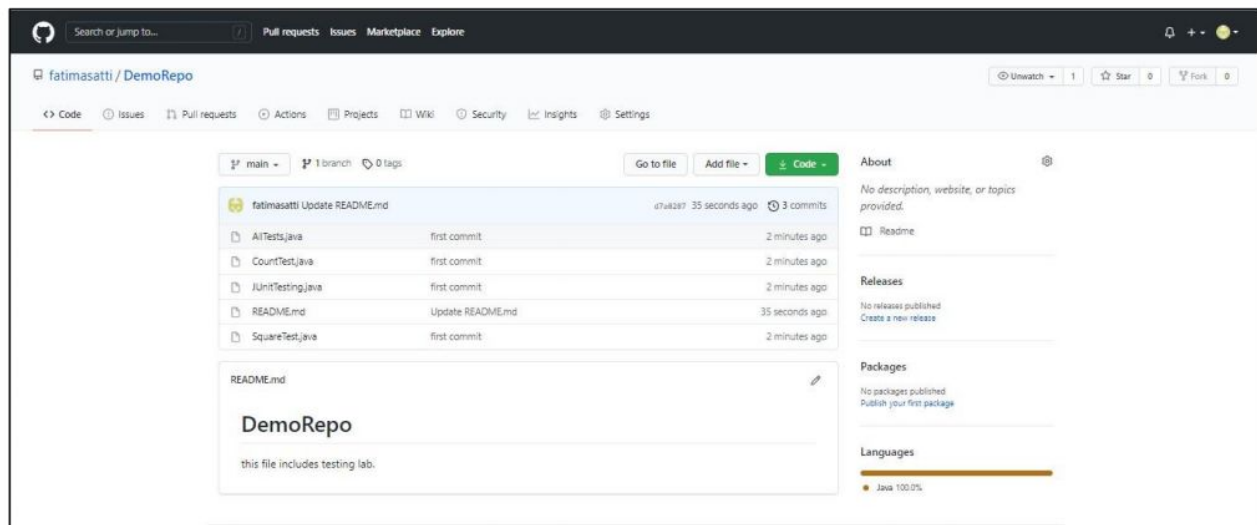 Search or jump to... / Pull requests Issues Marketplace Explore
fatimasatti / DemoRepo
Unwatch 1 Star 0 Fork 0
Code Issues Pull requests Actions Projects Wiki Security Insights Settings
main 1 branch 0 tags Go to file Add file Code
fatimasatti Update README.md d7a8287 35 seconds ago 3 commits
AllTests.java first commit 2 minutes ago
CountTest.java first commit 2 minutes ago
JUnitTesting.java first commit 2 minutes ago
README.md Update README.md 35 seconds ago
SquareTest.java first commit 2 minutes ago
README.md
DemoRepo
this file includes testing lab.
About
No description, website, or topics
provided.
Readme
Releases
No releases published
Create a new release
Packages
No packages published
Publish your first package
Languages
Java 100.0%